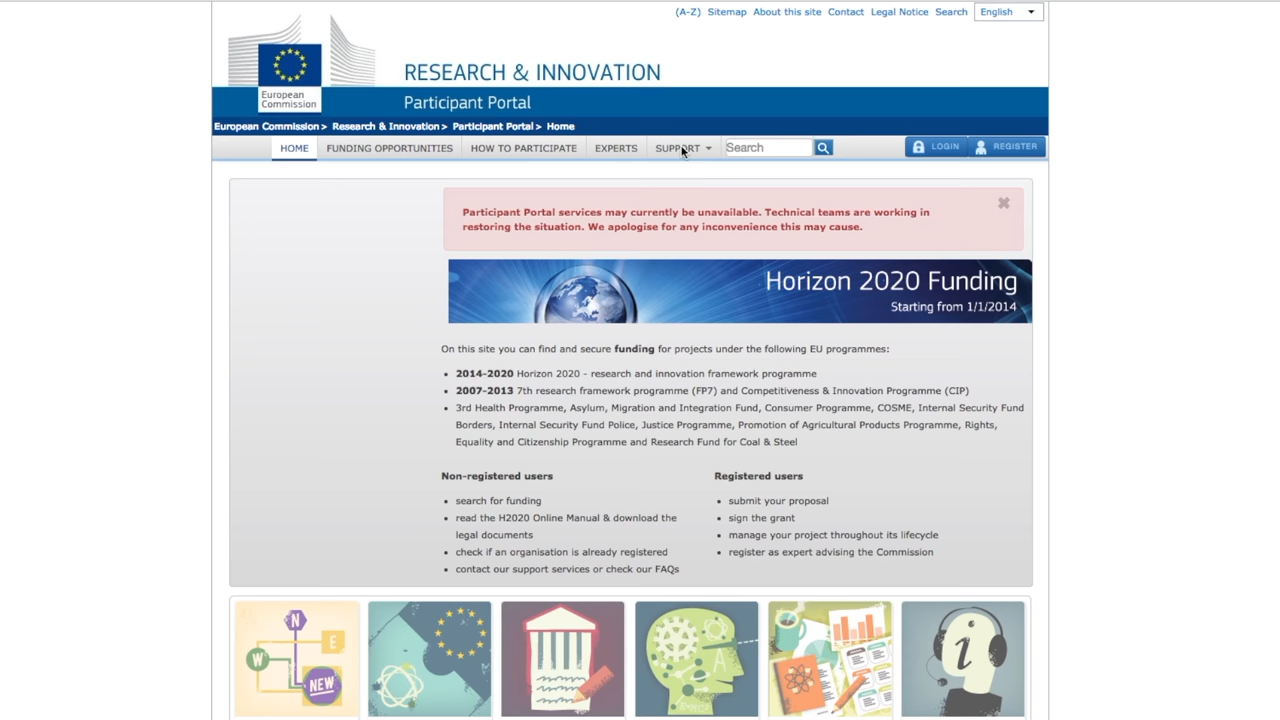 (A-Z) Sitemap About this site Contact Legal Notice Search English
European
Commission
RESEARCH & INNOVATION
Participant Portal
European Commission > Research & Innovation > Participant Portal > Home
HOME FUNDING OPPORTUNITIES HOW TO PARTICIPATE EXPERTS SUPPORT Search LOGIN REGISTER
Participant Portal services may currently be unavailable. Technical teams are working in
restoring the situation. We apologise for any inconvenience this may cause.
Horizon 2020 Funding
Starting from 1/1/2014
On this site you can find and secure funding for projects under the following EU programmes:
• 2014-2020 Horizon 2020 - research and innovation framework programme
• 2007-2013 7th research framework programme (FP7) and Competitiveness & Innovation Programme (CIP)
• 3rd Health Programme, Asylum, Migration and Integration Fund, Consumer Programme, COSME, Internal Security Fund
Borders, Internal Security Fund Police, Justice Programme, Promotion of Agricultural Products Programme, Rights,
Equality and Citizenship Programme and Research Fund for Coal & Steel
Non-registered users
• search for funding
• read the H2020 Online Manual & download the
legal documents
• check if an organisation is already registered
• contact our support services or check our FAQs
Registered users
• submit your proposal
• sign the grant
• manage your project throughout its lifecycle
• register as expert advising the Commission
N
E
W
NEW
A
i